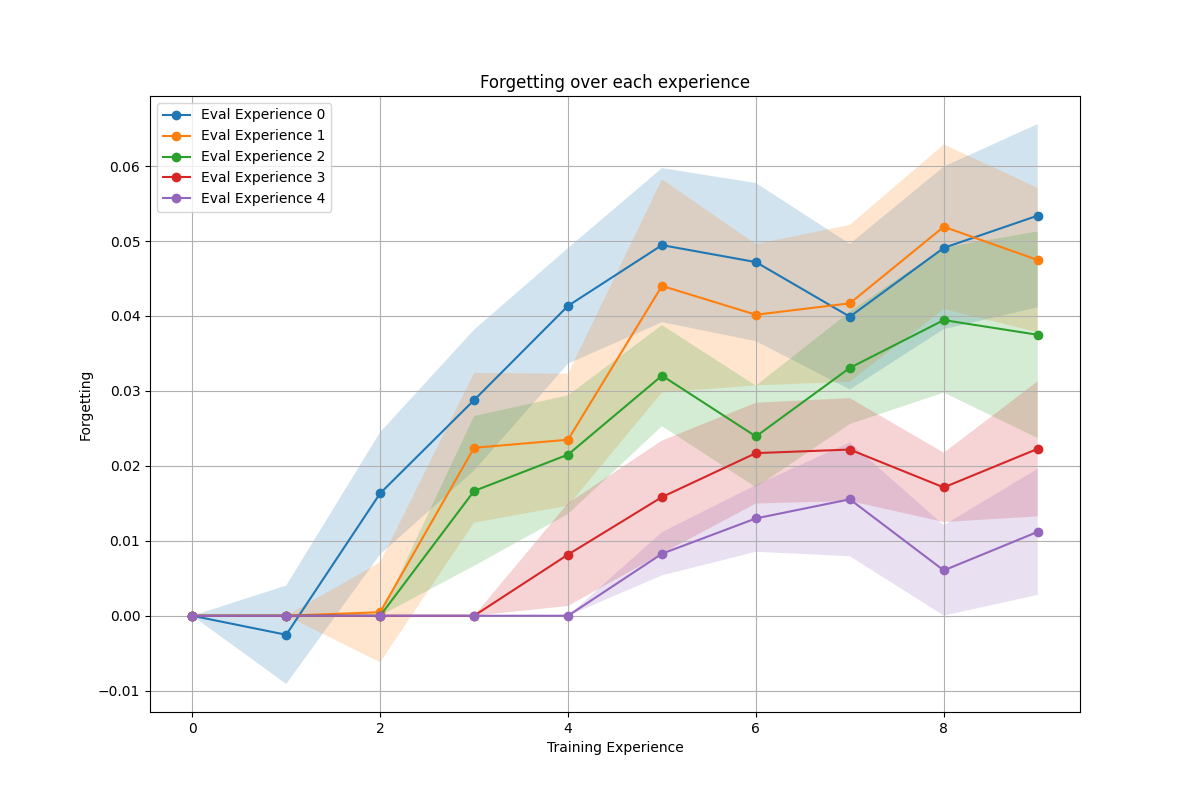 Forgetting over each experience
Eval Experience 0
Eval Experience 1
Eval Experience 2
Eval Experience 3
Eval Experience 4
0.06
0.05
0.04
0.03
0.02
0.01
0.00
−0.01
Forgetting
0 2 4 6 8
Training Experience